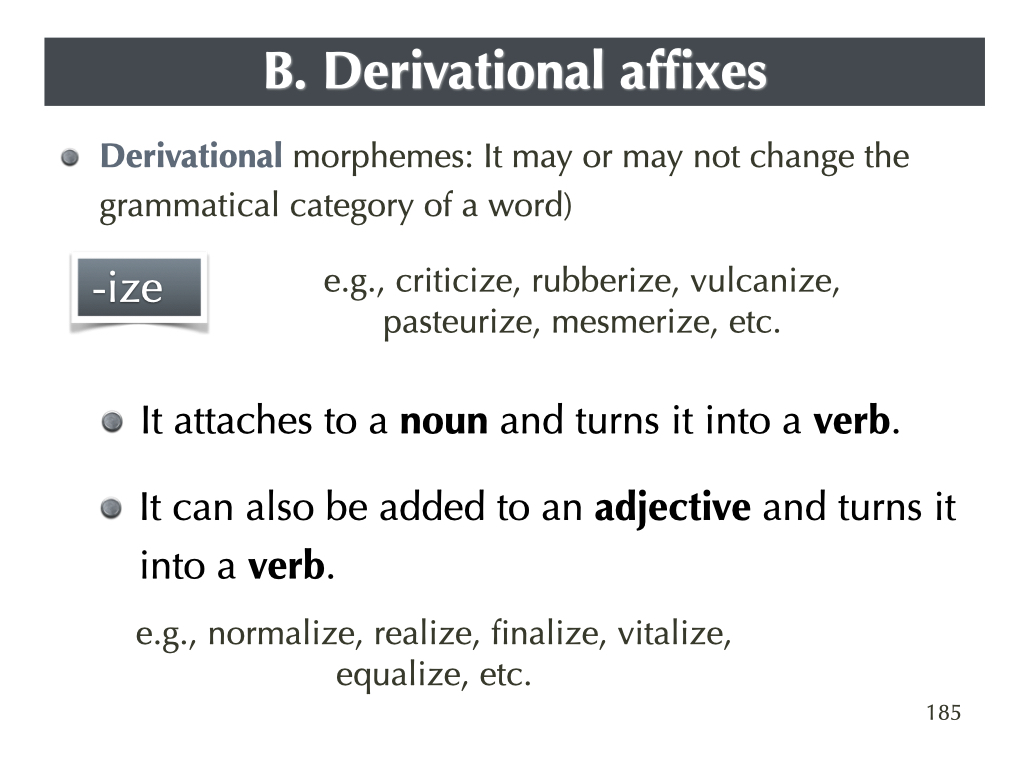 B. Derivational affixes
Derivational morphemes: It may or may not change the
grammatical category of a word)
-ize
e.g., criticize, rubberize, vulcanize,
pasteurize, mesmerize, etc.
It attaches to a noun and turns it into a verb.
It can also be added to an adjective and turns it
into a verb.
e.g., normalize, realize, finalize, vitalize,
equalize, etc.
185